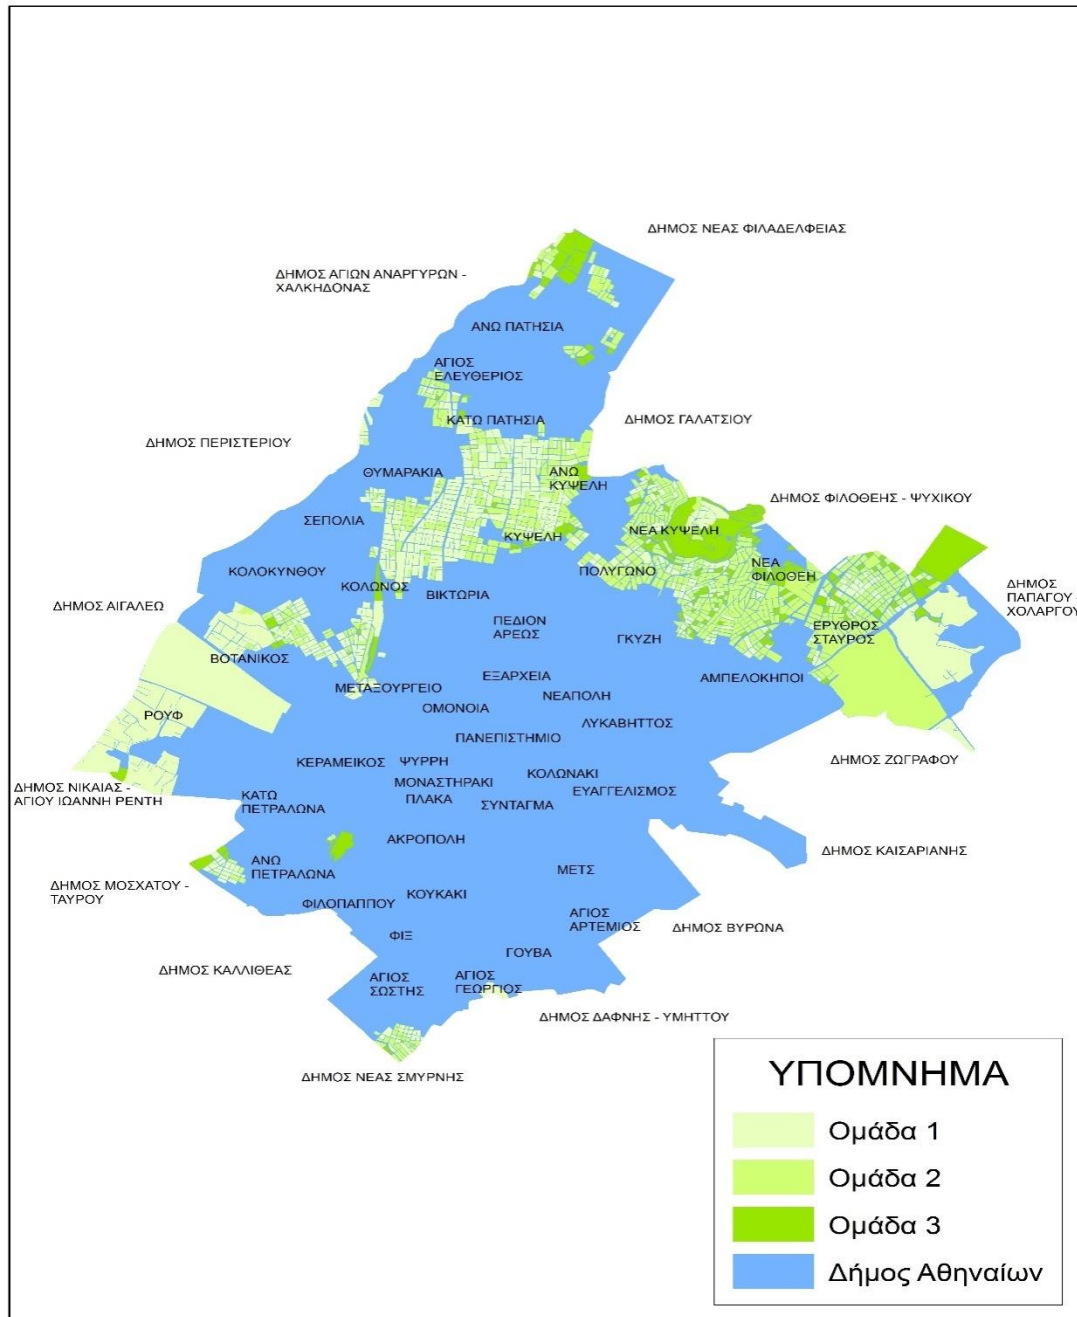 ΔΗΜΟΣ ΝΕΑΣ ΦΙΛΑΔΕΛΦΕΙΑΣ
ΔΗΜΟΣ ΑΓΙΩΝ ΑΝΑΡΓΥΡΩΝ -
ΧΑΛΚΗΔΟΝΑΣ
ΑΝΩ ΠΑΤΗΣΙΑ
ΑΓΙΟΣ
ΕΛΕΥΘΕΡΙΟΣ
ΚΑΤΩ ΠΑΤΗΣΙΑ
ΔΗΜΟΣ ΓΑΛΑΤΣΙΟΥ
ΔΗΜΟΣ ΠΕΡΙΣΤΕΡΙΟΥ
ΘΥΜΑΡΑΚΙΑ
ΑΝΩ
ΚΥΨΕΛΗ
ΔΗΜΟΣ ΦΙΛΟΘΕΗΣ - ΨΥΧΙΚΟΥ
ΣΕΠΟΛΙΑ
ΚΥΨΕΛΗ
ΝΕΑ ΚΥΨΕΛΗ
ΚΟΛΟΚΥΝΘΟΥ
ΚΟΛΩΝΟΣ
ΒΙΚΤΩΡΙΑ
ΠΟΛΥΓΩΝΟ
ΝΕΑ
ΦΙΛΟΘΕΗ
ΔΗΜΟΣ
ΠΑΠΑΓΟΥ -
ΧΟΛΑΡΓΟΥ
ΔΗΜΟΣ ΑΙΓΑΛΕΩ
ΠΕΔΙΟΝ
ΑΡΕΩΣ
ΓΚΥΖΗ
ΕΡΥΘΡΟΣ
ΣΤΑΥΡΟΣ
ΒΟΤΑΝΙΚΟΣ
ΜΕΤΑΞΟΥΡΓΕΙΟ
ΕΞΑΡΧΕΙΑ
ΑΜΠΕΛΟΚΗΠΟΙ
ΝΕΑΠΟΛΗ
ΡΟΥΦ
ΟΜΟΝΟΙΑ
ΛΥΚΑΒΗΤΤΟΣ
ΠΑΝΕΠΙΣΤΗΜΙΟ
ΔΗΜΟΣ ΖΩΓΡΑΦΟΥ
ΚΕΡΑΜΕΙΚΟΣ
ΨΥΡΡΗ
ΚΟΛΩΝΑΚΙ
ΔΗΜΟΣ ΝΙΚΑΙΑΣ -
ΑΓΙΟΥ ΙΩΑΝΝΗ ΡΕΝΤΗ
ΜΟΝΑΣΤΗΡΑΚΙ
ΕΥΑΓΓΕΛΙΣΜΟΣ
ΚΑΤΩ
ΠΕΤΡΑΛΩΝΑ
ΠΛΑΚΑ
ΣΥΝΤΑΓΜΑ
ΑΚΡΟΠΟΛΗ
ΔΗΜΟΣ ΚΑΙΣΑΡΙΑΝΗΣ
ΑΝΩ
ΠΕΤΡΑΛΩΝΑ
ΜΕΤΣ
ΔΗΜΟΣ ΜΟΣΧΑΤΟΥ -
ΤΑΥΡΟΥ
ΚΟΥΚΑΚΙ
ΦΙΛΟΠΑΠΠΟΥ
ΑΓΙΟΣ
ΑΡΤΕΜΙΟΣ
ΔΗΜΟΣ ΒΥΡΩΝΑ
ΦΙΞ
ΓΟΥΒΑ
ΔΗΜΟΣ ΚΑΛΛΙΘΕΑΣ
ΑΓΙΟΣ
ΣΩΣΤΗΣ
ΑΓΙΟΣ
ΓΕΩΡΓΙΟΣ
ΔΗΜΟΣ ΔΑΦΝΗΣ - ΥΜΗΤΤΟΥ
ΔΗΜΟΣ ΝΕΑΣ ΣΜΥΡΝΗΣ
ΥΠΟΜΝΗΜΑ
Ομάδα 1
Ομάδα 2
Ομάδα 3
Δήμος Αθηναίων